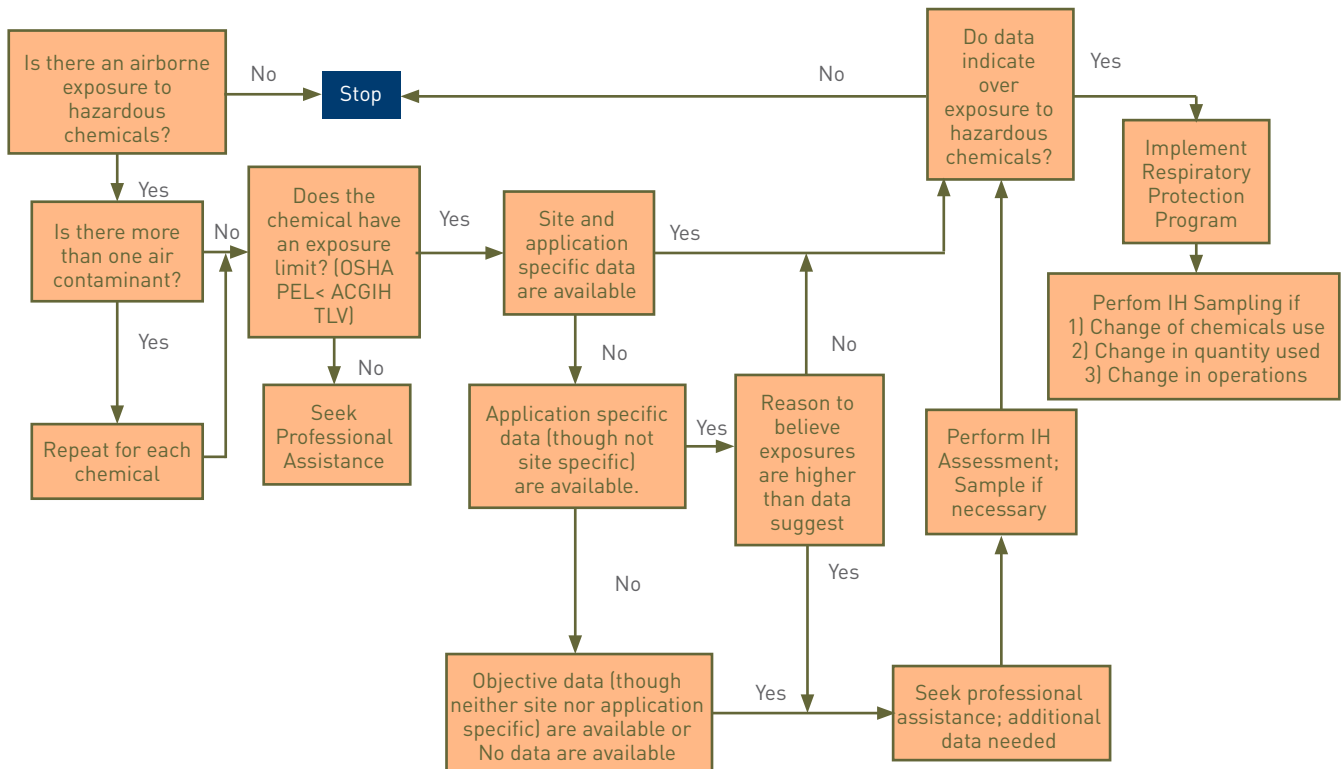 Is there an airborne
exposure to
hazardous
chemicals?
No
Stop
No
Do data
indicate
over
exposure to
hazardous
chemicals?
Yes
Implement
Respiratory
Protection
Program
Yes
Is there more
than one air
contaminant?
No
Does the
chemical have
an exposure
limit? (OSHA
PEL< ACGIH
TLV)
Yes
Site and
application
specific data
are available
Yes
Perfom IH Sampling if
1) Change of chemicals use
2) Change in quantity used
3) Change in operations
Yes
No
No
No
Repeat for each
chemical
Seek
Professional
Assistance
Application specific
data (though not
site specific)
are available.
Yes
Reason to
believe
exposures
are higher
than data
suggest
Perform IH
Assessment;
Sample if
necessary
No
Yes
Objective data (though
neither site nor application
specific) are available or
No data are available
Yes
Seek professional
assistance; additional
data needed